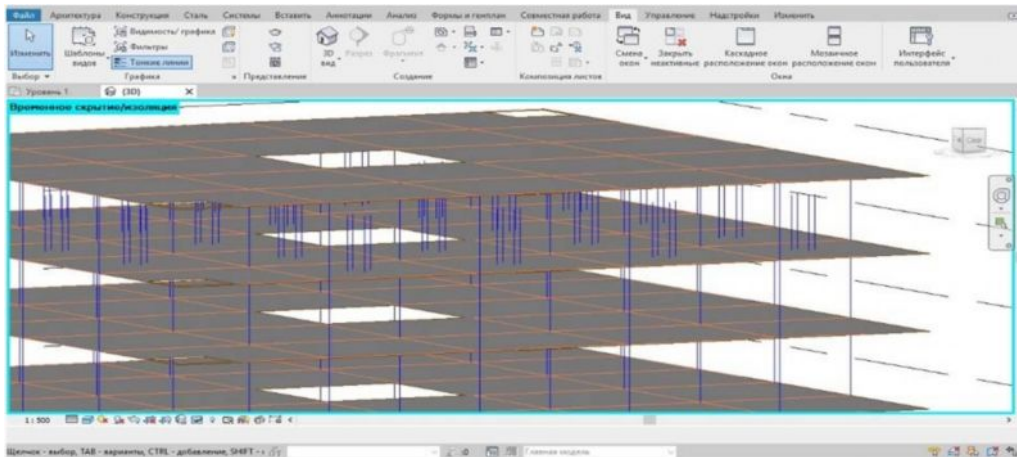 Файл Архитектура Конструкция Сталь Системы Вставить Аннотации Анализ Формы и генплан Совместная работа Вид Управление Надстройки Изменить
Изменить
Шаблоны видов
Видимость/ графика
Фильтры
Тонкие линии
3D вид
Разрез
Фрагмент
Смена окон
Закрыть неактивные
Каскадное расположение окон
Мозаичное расположение окон
Интерфейс пользователя
Выбор
Графика
Представление
Создание
Композиция листов
Окна
Уровень 1
{3D}
Временное скрытие/изоляция
1 : 500
Щелчок - выбор, TAB - варианты, CTRL - добавление, SHIFT -
Главная модель